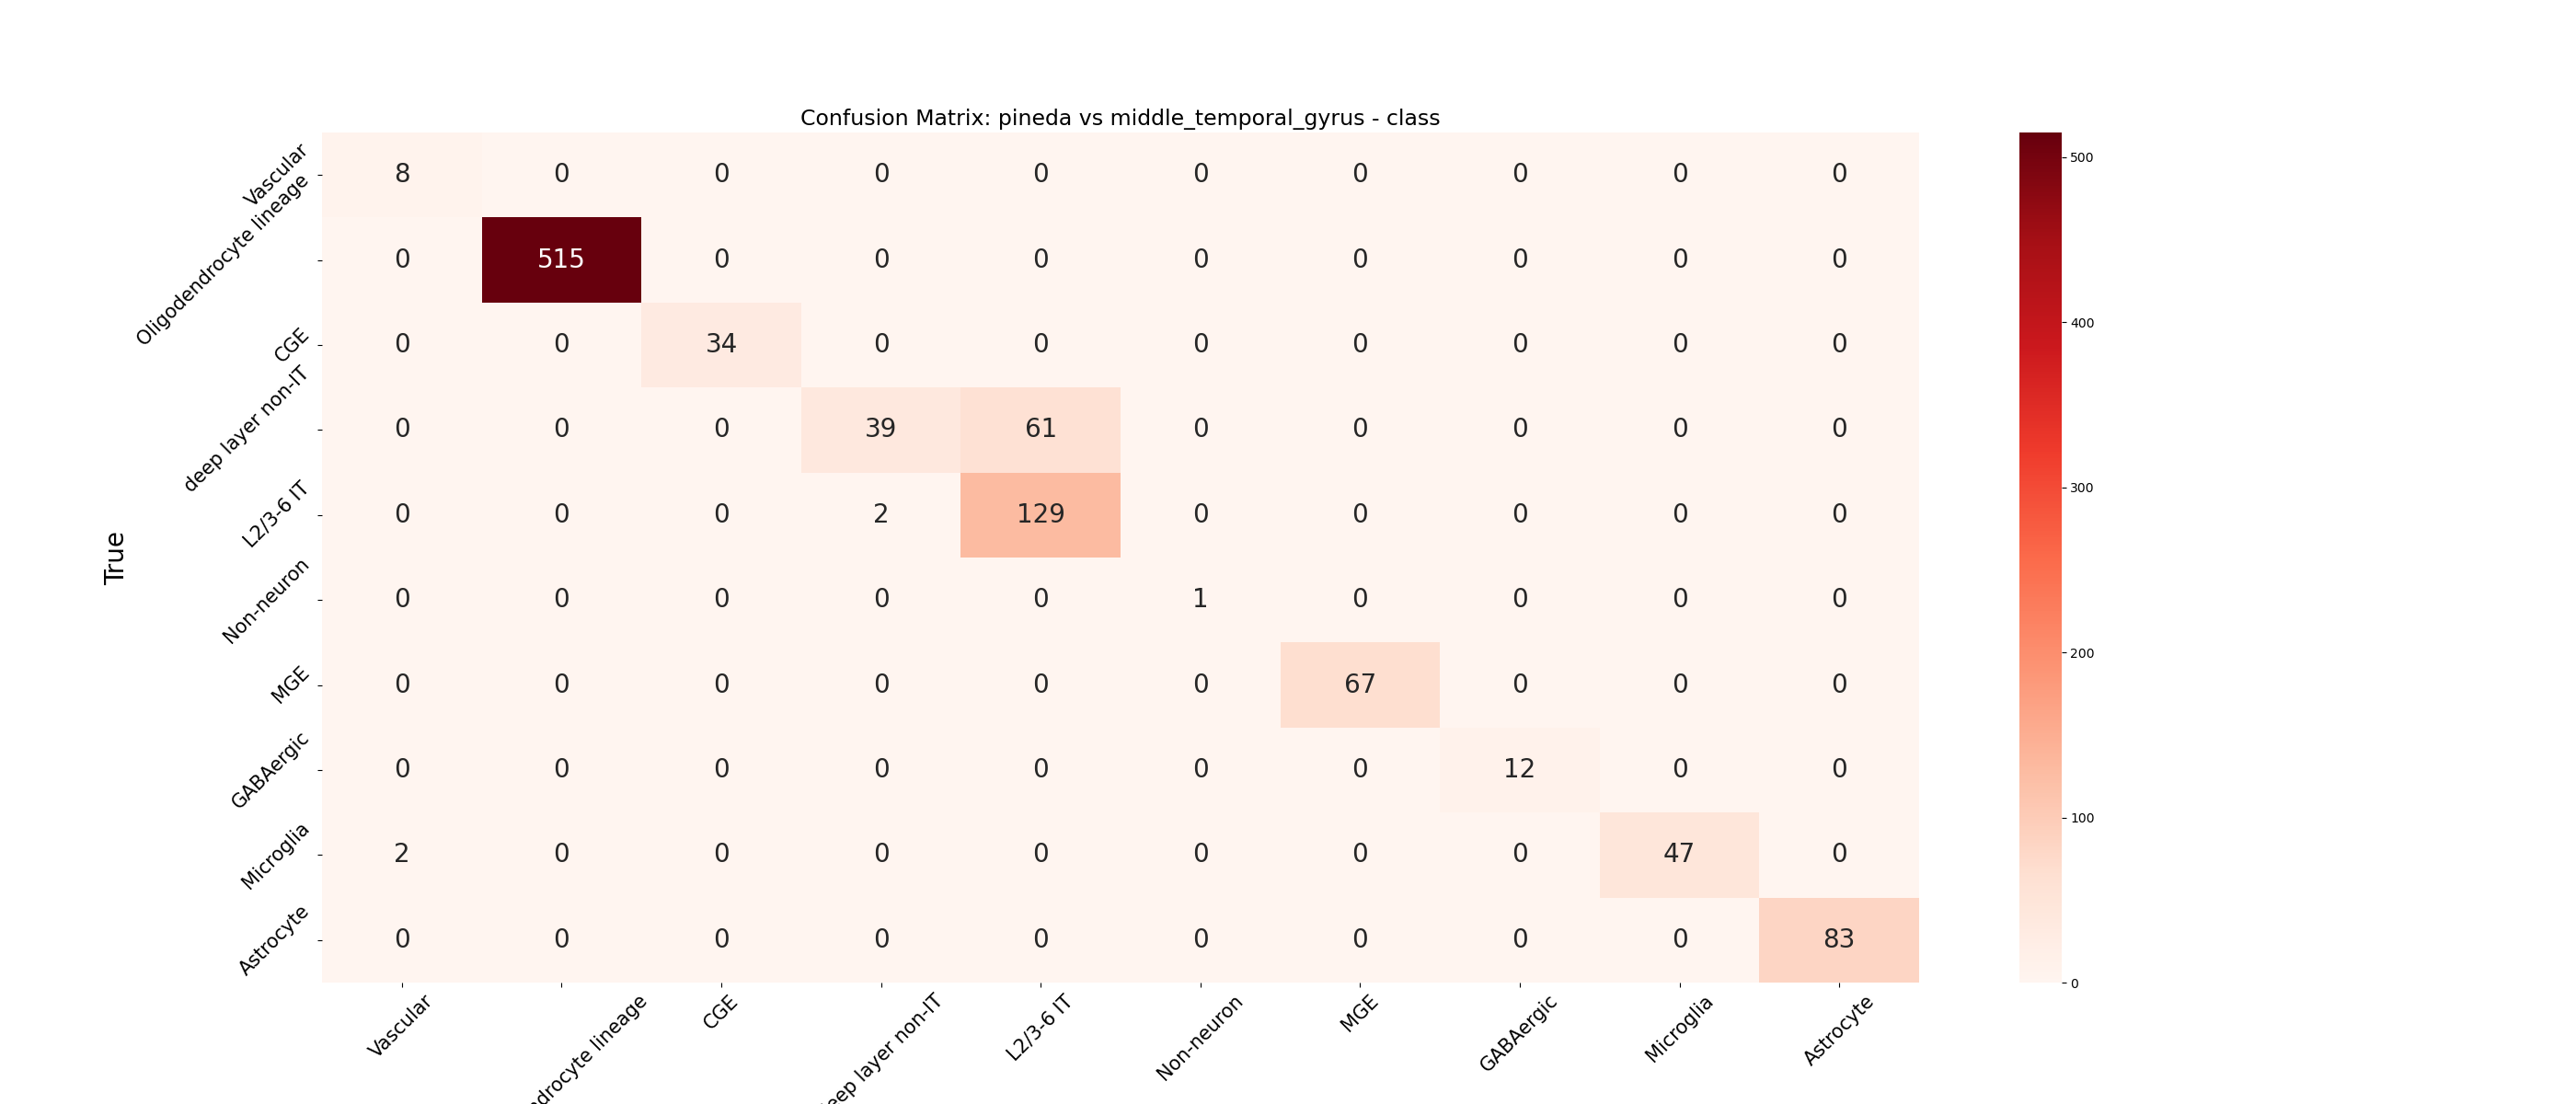 Confusion Matrix: pineda vs middle_temporal_gyrus - class
True
Vascular 8 0 0 0 0 0 0 0 0 0
Oligodendrocyte lineage 0 515 0 0 0 0 0 0 0 0
CGE 0 0 34 0 0 0 0 0 0 0
deep layer non-IT 0 0 0 39 61 0 0 0 0 0
L2/3-6 IT 0 0 0 2 129 0 0 0 0 0
Non-neuron 0 0 0 0 0 1 0 0 0 0
MGE 0 0 0 0 0 0 67 0 0 0
GABAergic 0 0 0 0 0 0 0 12 0 0
Microglia 2 0 0 0 0 0 0 0 47 0
Astrocyte 0 0 0 0 0 0 0 0 0 83
Vascular
ndrocyte lineage
CGE
eep layer non-IT
L2/3-6 IT
Non-neuron
MGE
GABAergic
Microglia
Astrocyte
500
400
300
200
100
0